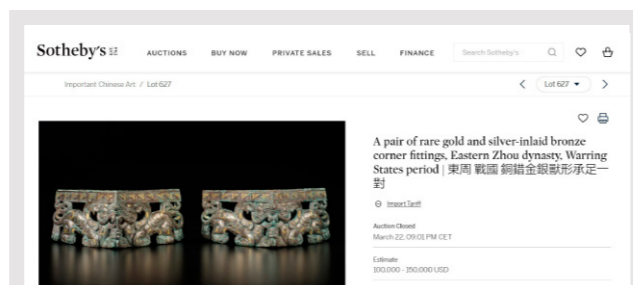 Sotheby's EST 1744
AUCTIONS BUY NOW PRIVATE SALES SELL FINANCE Search Sotheby's
Important Chinese Art / Lot 627 Lot 627
A pair of rare gold and silver-inlaid bronze
corner fittings, Eastern Zhou dynasty, Warring
States period | 東周 戰國 銅錯金銀獸形承足一
對
Import Tariff
Auction Closed
March 22, 09:01 PM CET
Estimate
100,000 - 150,000 USD